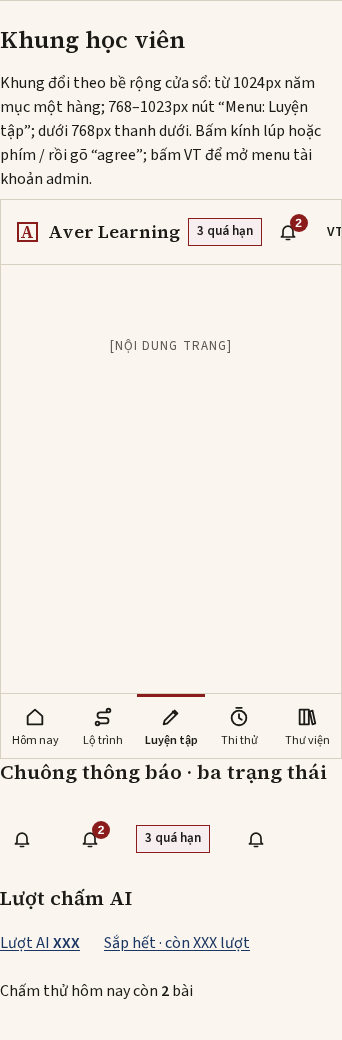 Khung học viên
Khung đổi theo bề rộng cửa sổ: từ 1024px năm
mục một hàng; 768–1023px nút “Menu: Luyện
tập”; dưới 768px thanh dưới. Bấm kính lúp hoặc
phím / rồi gõ “agree”; bấm VT để mở menu tài
khoản admin.
A Aver Learning 3 quá hạn 2 VT
[NỘI DUNG TRANG]
Hôm nay Lộ trình Luyện tập Thi thử Thư viện
Chuông thông báo · ba trạng thái
2 3 quá hạn
Lượt chấm AI
Lượt AI XXX Sắp hết · còn XXX lượt
Chấm thử hôm nay còn 2 bài